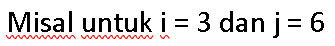 Misal untuk i = 3 dan j = 6